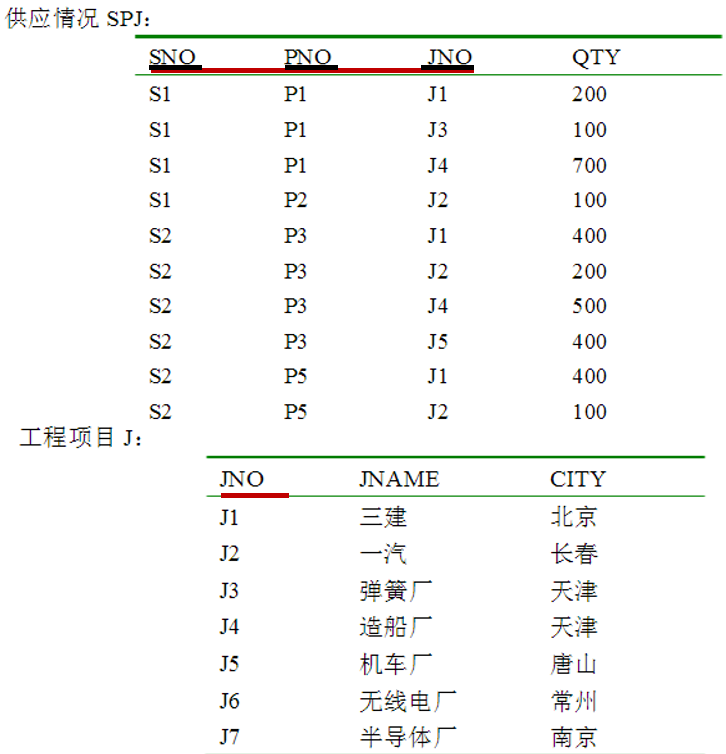 供应情况 SPJ:
SNO PNO JNO QTY
S1 P1 J1 200
S1 P1 J3 100
S1 P1 J4 700
S1 P2 J2 100
S2 P3 J1 400
S2 P3 J2 200
S2 P3 J4 500
S2 P3 J5 400
S2 P5 J1 400
S2 P5 J2 100
工程项目 J:
JNO JNAME CITY
J1 三建 北京
J2 一汽 长春
J3 弹簧厂 天津
J4 造船厂 天津
J5 机车厂 唐山
J6 无线电厂 常州
J7 半导体厂 南京